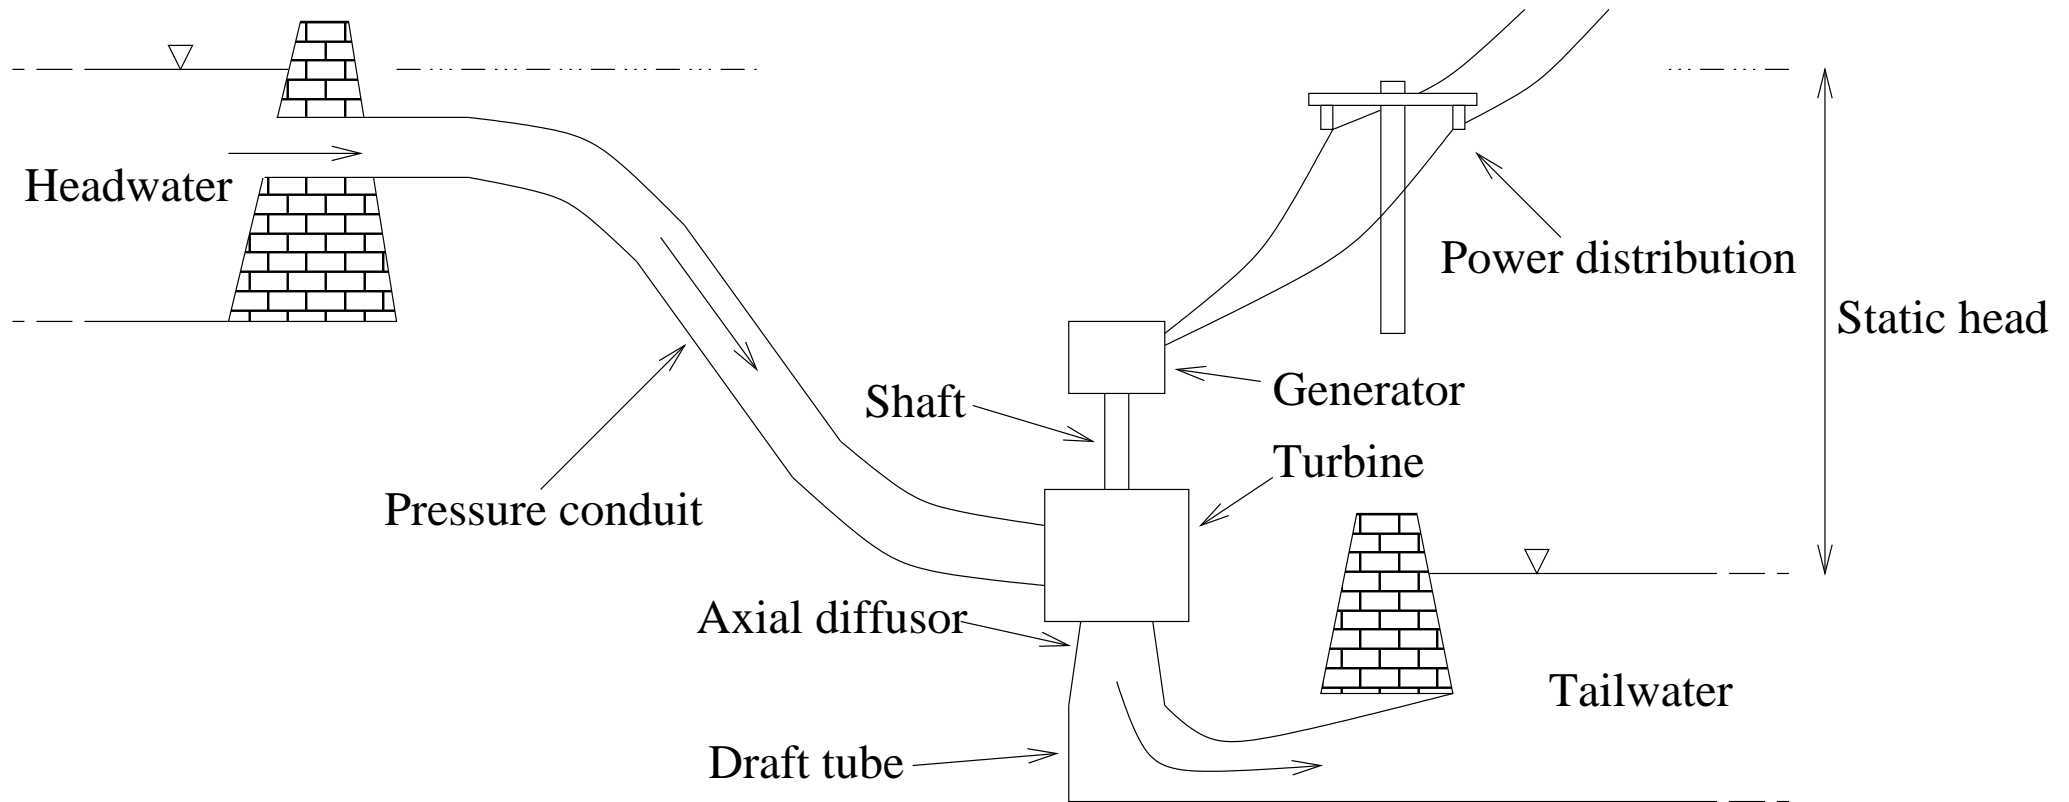 Headwater
Power distribution
Static head
Generator
Shaft
Turbine
Pressure conduit
Axial diffusor
Tailwater
Draft tube